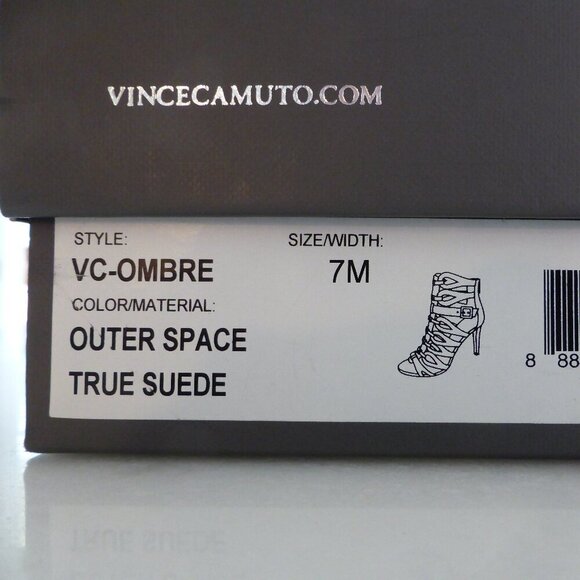 VINCECAMUTO.COM
STYLE: SIZE/WIDTH:
VC-OMBRE 7M
COLOR/MATERIAL:
OUTER SPACE
TRUE SUEDE
8 88